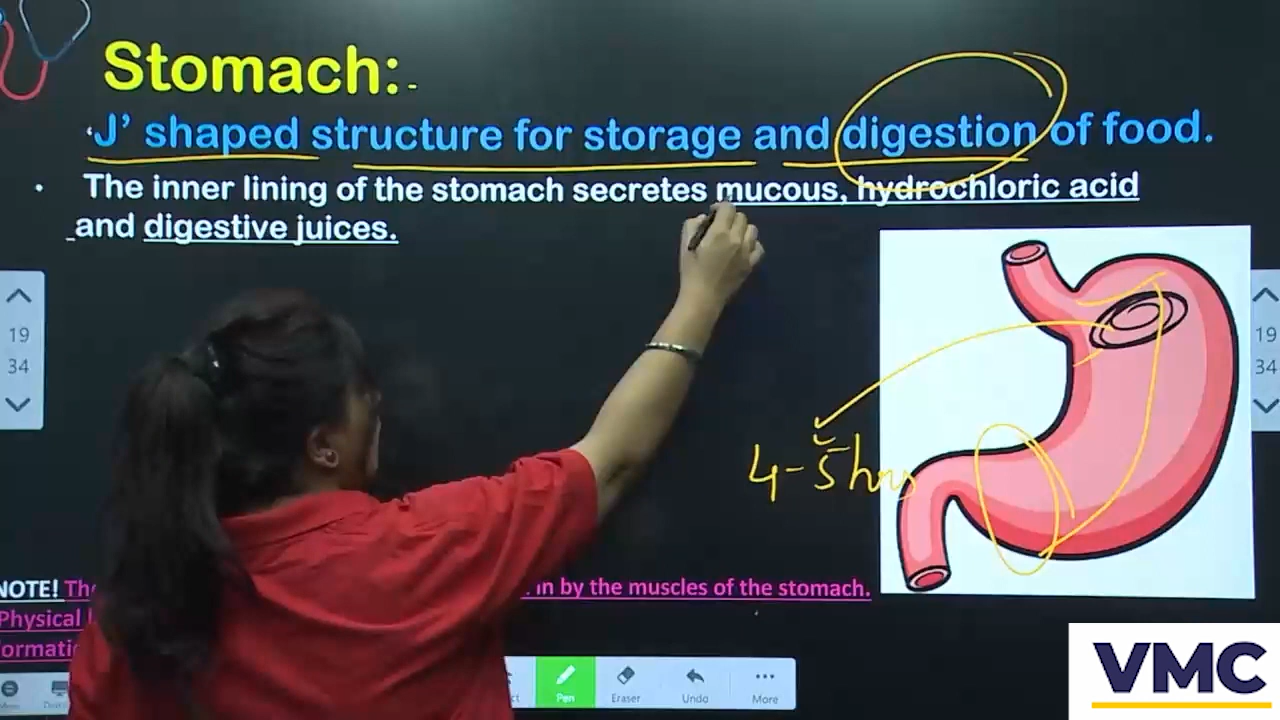 Stomach:-
‘J’ shaped structure for storage and digestion of food.
• The inner lining of the stomach secretes mucous, hydrochloric acid
and digestive juices.
19
34
19
34
4-5 hrs
NOTE! The
in by the muscles of the stomach.
Physical
Pen
Eraser
Undo
More
VMC